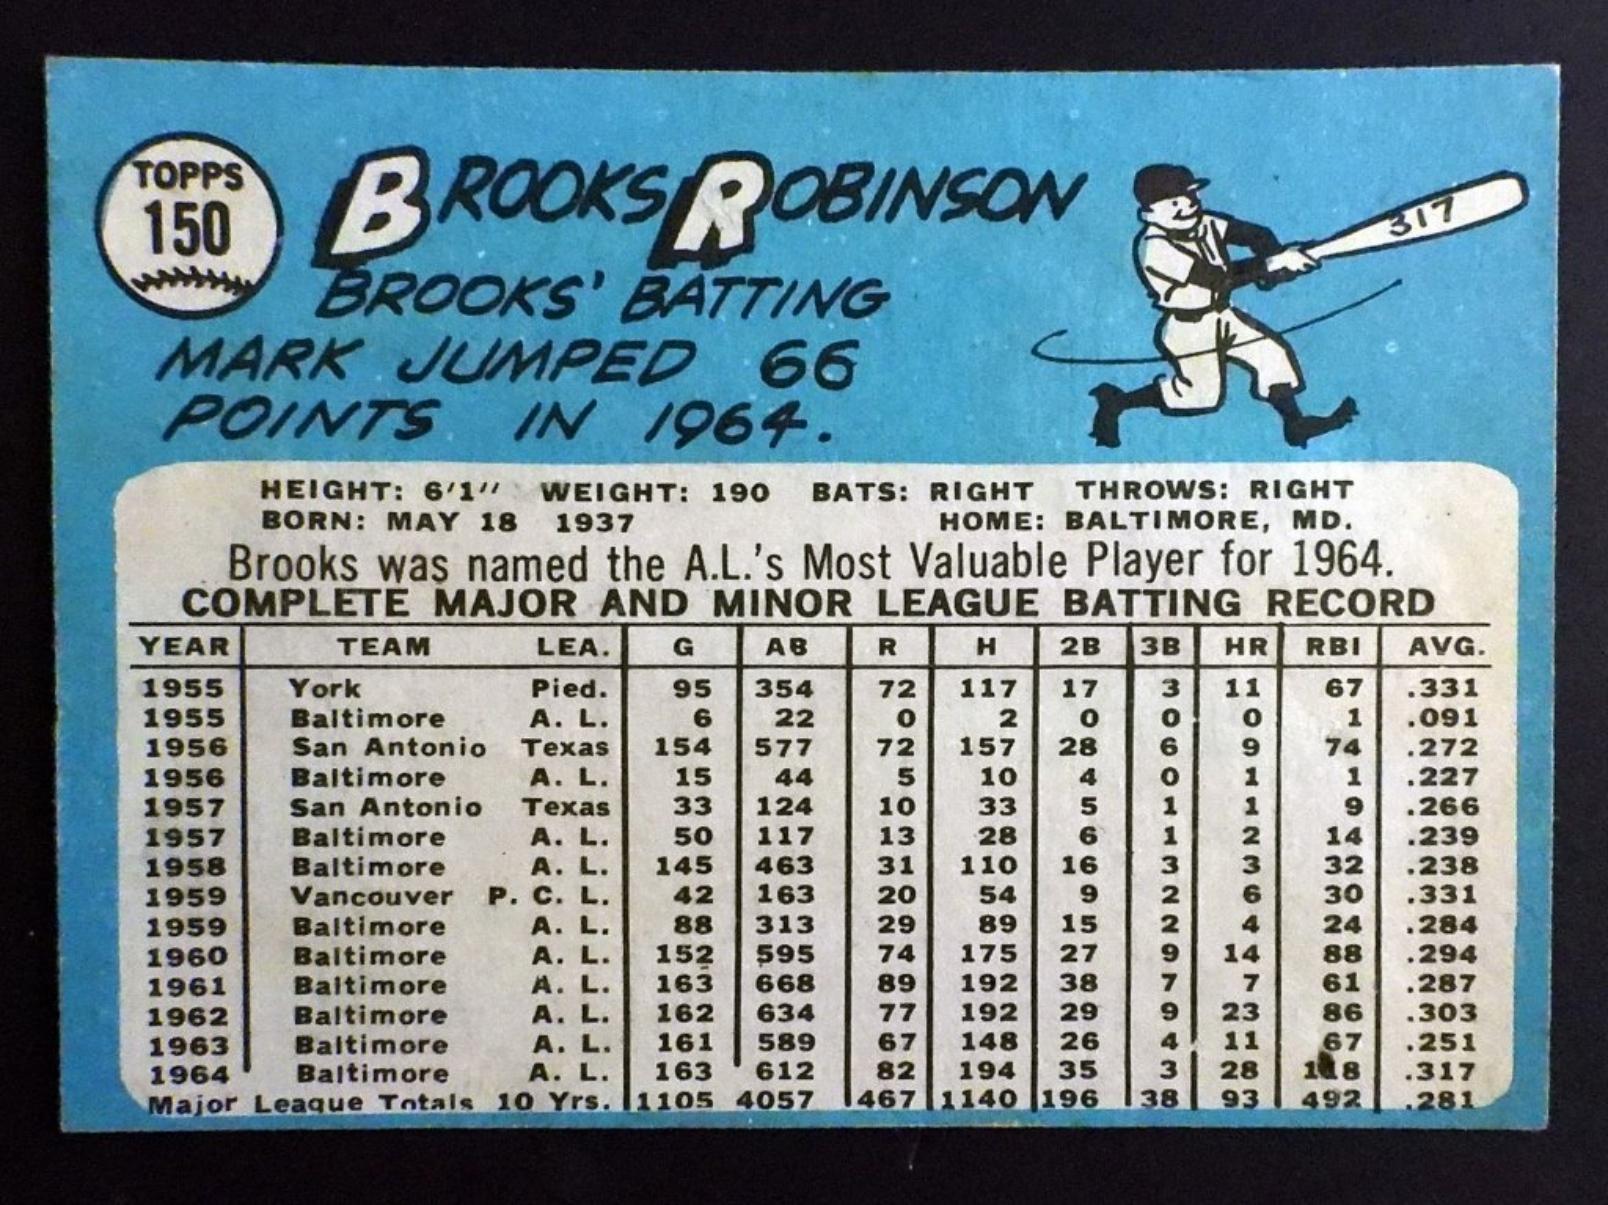 TOPPS
150
BROOKS ROBINSON
317
BROOKS' BATTING
MARK JUMPED 66
POINTS IN 1964.
HEIGHT: 6'1" WEIGHT: 190 BATS: RIGHT THROWS: RIGHT
BORN: MAY 18 1937 HOME: BALTIMORE, MD.
Brooks was named the A.L.'s Most Valuable Player for 1964.
COMPLETE MAJOR AND MINOR LEAGUE BATTING RECORD
YEAR TEAM LEA. G AB R H 2B 3B HR RBI AVG.
1955 York Pied. 95 354 72 117 17 3 11 67 .331
1955 Baltimore A. L. 6 22 0 2 0 0 0 1 .091
1956 San Antonio Texas 154 577 72 157 28 6 9 74 .272
1956 Baltimore A. L. 15 44 5 10 4 0 1 1 .227
1957 San Antonio Texas 33 124 10 33 5 1 1 9 .266
1957 Baltimore A. L. 50 117 13 28 6 1 2 14 .239
1958 Baltimore A. L. 145 463 31 110 16 3 3 32 .238
1959 Vancouver P. C. L. 42 163 20 54 9 2 6 30 .331
1959 Baltimore A. L. 88 313 29 89 15 2 4 24 .284
1960 Baltimore A. L. 152 595 74 175 27 9 14 88 .294
1961 Baltimore A. L. 163 668 89 192 38 7 7 61 .287
1962 Baltimore A. L. 162 634 77 192 29 9 23 86 .303
1963 Baltimore A. L. 161 589 67 148 26 4 11 67 .251
1964 Baltimore A. L. 163 612 82 194 35 3 28 118 .317
Major League Totals 10 Yrs. 1105 4057 467 1140 196 38 93 492 .281